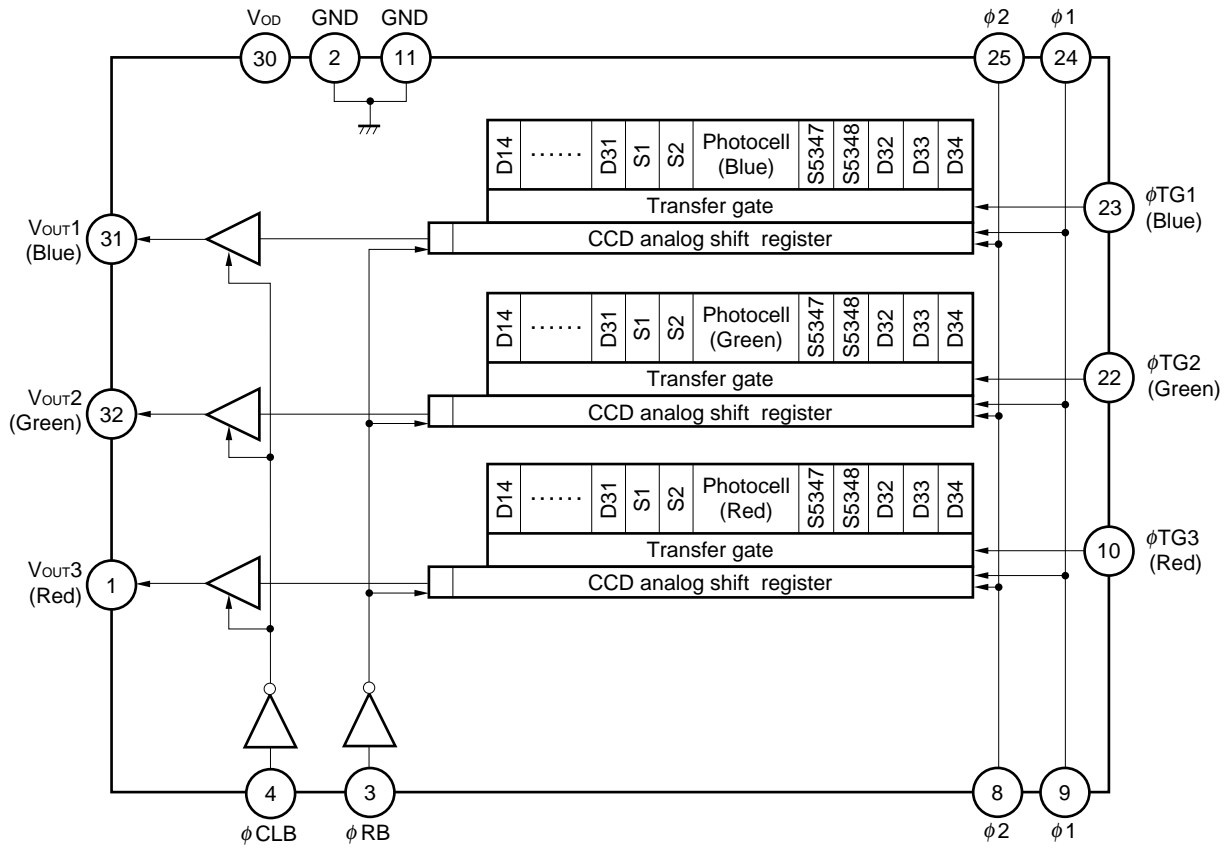 VOD GND GND φ2 φ1
30 2 11 25 24
D14 ...... D31 S1 S2 Photocell (Blue) S5347 S5348 D32 D33 D34
Transfer gate
23 φTG1 (Blue)
VOUT1 (Blue) 31
CCD analog shift register
D14 ...... D31 S1 S2 Photocell (Green) S5347 S5348 D32 D33 D34
Transfer gate
22 φTG2 (Green)
VOUT2 (Green) 32
CCD analog shift register
D14 ...... D31 S1 S2 Photocell (Red) S5347 S5348 D32 D33 D34
Transfer gate
10 φTG3 (Red)
VOUT3 (Red) 1
CCD analog shift register
4 3 8 9
φCLB φRB φ2 φ1